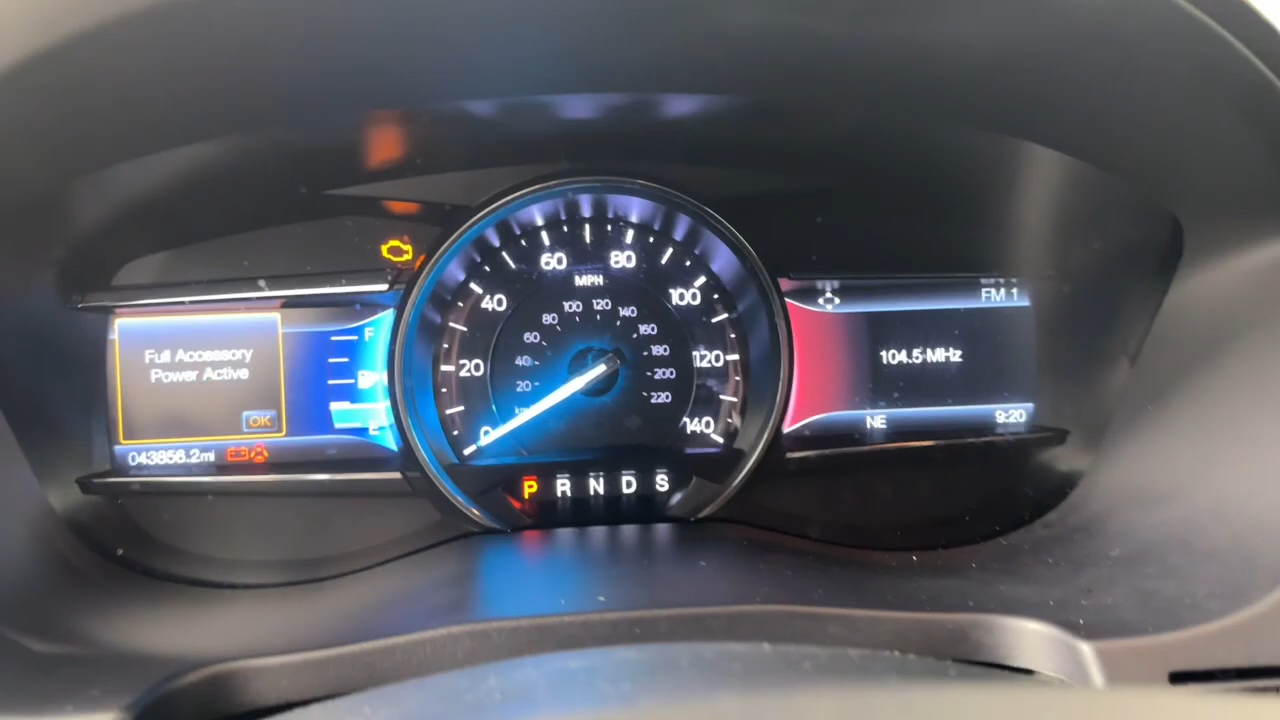 Full Accessory
Power Active
OK
043856.2mi
F
E
MPH
0
20
40
60
80
100
120
140
20
40
60
80
100
120
140
160
180
200
220
P R N D S
FM 1
104.5 MHz
NE
9:20